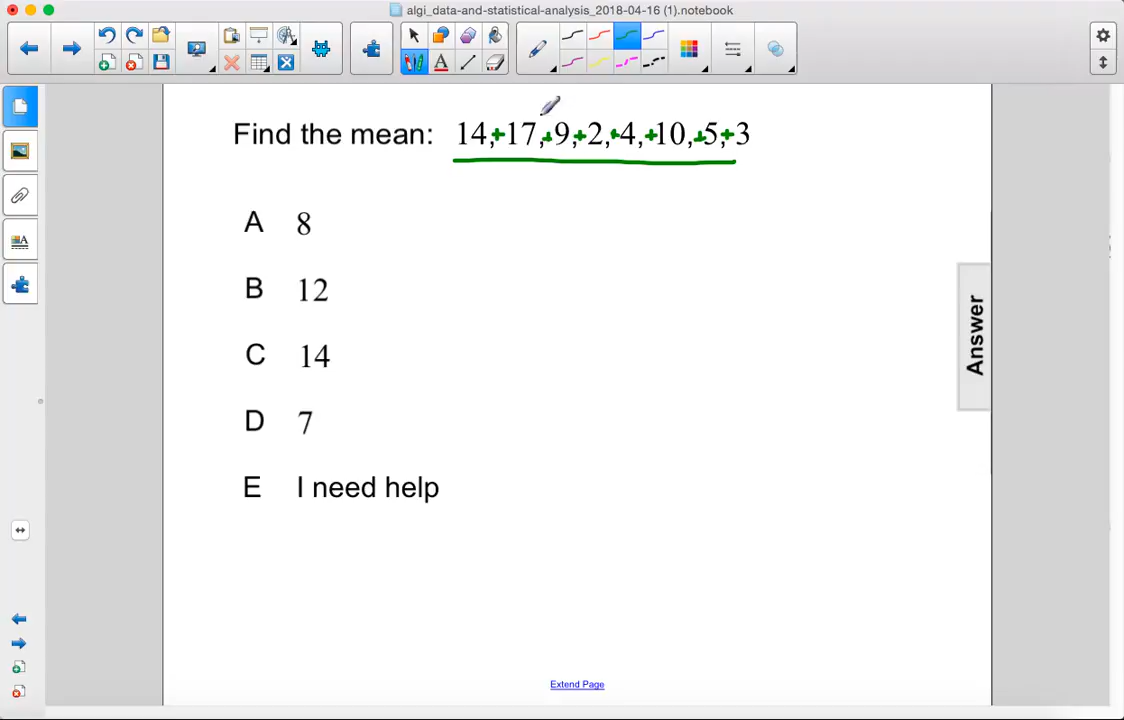 algi_data-and-statistical-analysis_2018-04-16 (1).notebook
Find the mean: 14,+17,+9,+2,+4,+10,+5,+3
A 8
B 12
C 14
D 7
E I need help
Answer
Extend Page